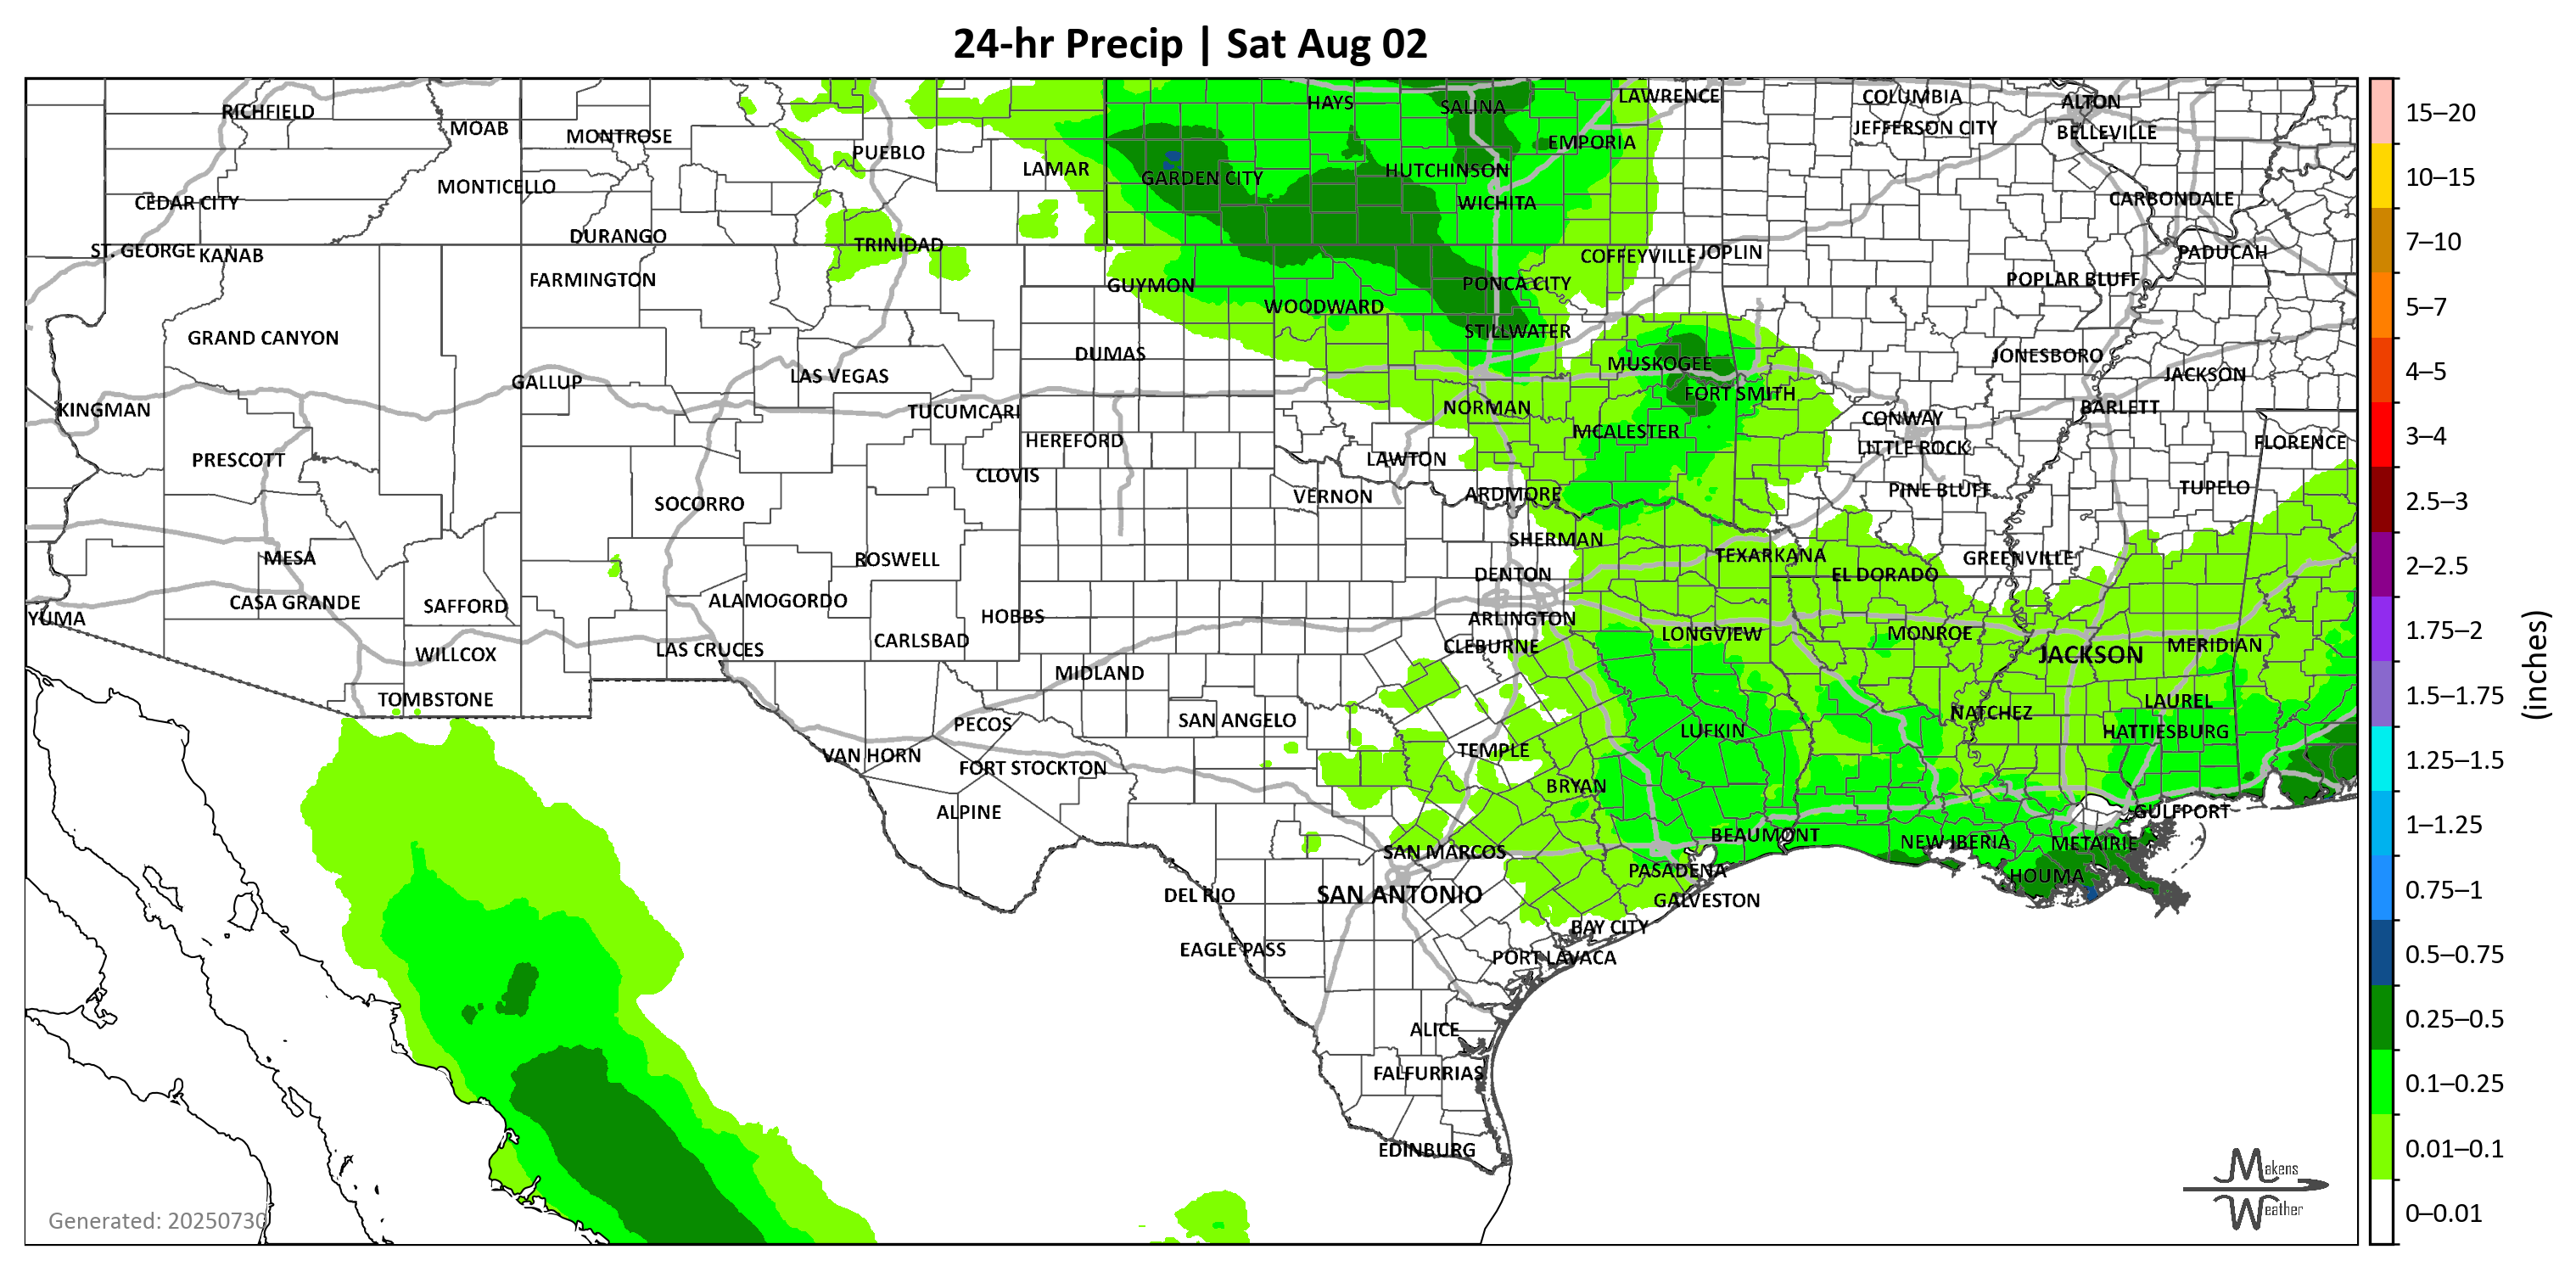 24-hr Precip | Sat Aug 02
RICHFIELD
MOAB
MONTROSE
PUEBLO
LAMAR
HAYS
SALINA
LAWRENCE
COLUMBIA
ALTON
JEFFERSON CITY
BELLEVILLE
EMPORIA
HUTCHINSON
GARDEN CITY
MONTICELLO
CEDAR CITY
WICHITA
CARBONDALE
DURANGO
TRINIDAD
ST. GEORGE
KANAB
COFFEYVILLE
JOPLIN
PADUCAH
FARMINGTON
GUYMON
PONCA CITY
POPLAR BLUFF
WOODWARD
STILLWATER
GRAND CANYON
DUMAS
JONESBORO
MUSKOGEE
LAS VEGAS
JACKSON
GALLUP
FORT SMITH
KINGMAN
TUCUMCARI
NORMAN
BARLETT
CONWAY
HEREFORD
MCALESTER
LITTLE ROCK
FLORENCE
PRESCOTT
LAWTON
CLOVIS
VERNON
ARDMORE
PINE BLUFF
TUPELO
SOCORRO
SHERMAN
MESA
ROSWELL
TEXARKANA
GREENVILLE
DENTON
EL DORADO
CASA GRANDE
SAFFORD
ALAMOGORDO
HOBBS
YUMA
ARLINGTON
CARLSBAD
CLEBURNE
LONGVIEW
MONROE
MERIDIAN
WILLCOX
LAS CRUCES
JACKSON
MIDLAND
TOMBSTONE
LAUREL
NATCHEZ
PECOS
SAN ANGELO
LUFKIN
HATTIESBURG
VAN HORN
TEMPLE
FORT STOCKTON
BRYAN
ALPINE
GULFPORT
BEAUMONT
NEW IBERIA
METAIRIE
SAN MARCOS
PASADENA
HOUMA
DEL RIO
SAN ANTONIO
GALVESTON
BAY CITY
EAGLE PASS
PORT LAVACA
ALICE
FALFURRIAS
EDINBURG
Generated: 20250730
Makens
Weather
15–20
10–15
7–10
5–7
4–5
3–4
2.5–3
2–2.5
1.75–2
1.5–1.75
1.25–1.5
1–1.25
0.75–1
0.5–0.75
0.25–0.5
0.1–0.25
0.01–0.1
0–0.01
(inches)